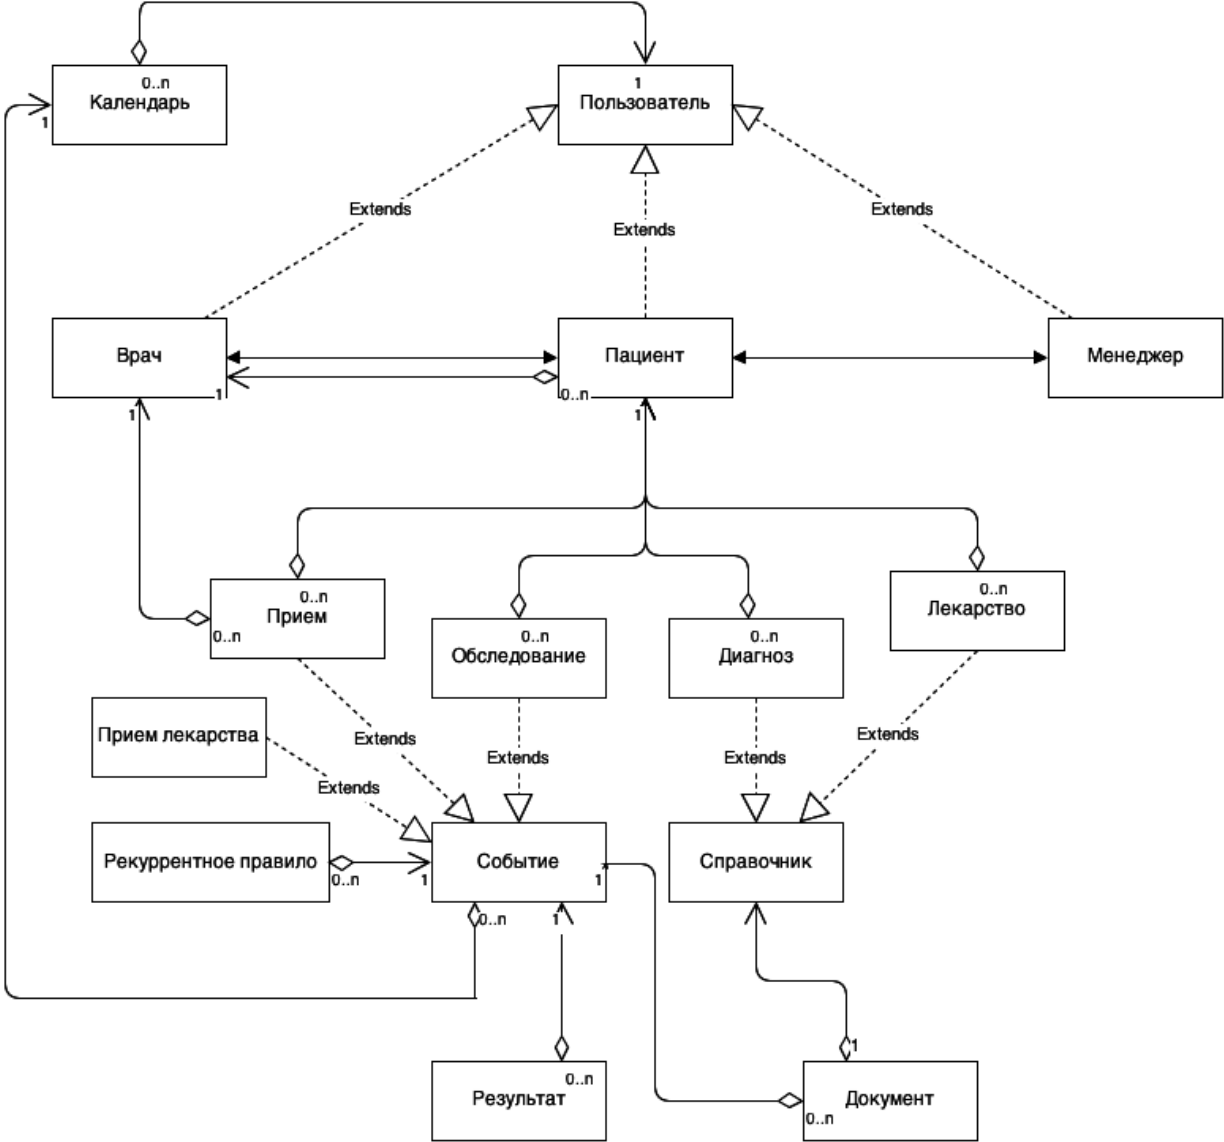 0..n
Календарь
1
1
Пользователь
Extends
Extends
Extends
Врач
1
Пациент
0..n
Менеджер
1
1
0..n
Прием
0..n
0..n
Обследование
0..n
Диагноз
0..n
Лекарство
Прием лекарства
Extends
Extends
Extends
Extends
Extends
Рекуррентное правило
0..n
1
Событие
1
Справочник
0..n
1
1
0..n
Результат
Документ
0..n